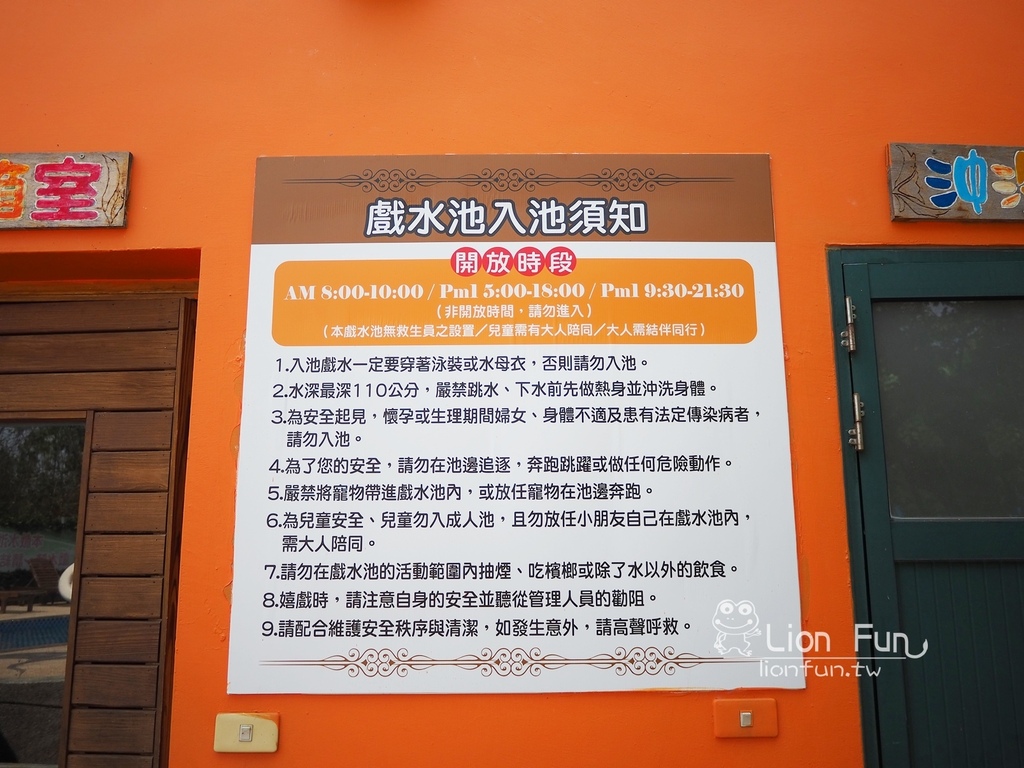 室
沖
戲水池入池須知
開放時段
AM 8:00-10:00 / Pm1 5:00-18:00 / Pm1 9:30-21:30
（非開放時間，請勿進入）
（本戲水池無救生員之設置／兒童需有大人陪同／大人需結伴同行）
1.入池戲水一定要穿著泳裝或水母衣，否則請勿入池。
2.水深最深110公分，嚴禁跳水、下水前先做熱身並沖洗身體。
3.為安全起見，懷孕或生理期間婦女、身體不適及患有法定傳染病者，
請勿入池。
4.為了您的安全，請勿在池邊追逐，奔跑跳躍或做任何危險動作。
5.嚴禁將寵物帶進戲水池內，或放任寵物在池邊奔跑。
6.為兒童安全、兒童勿入成人池，且勿放任小朋友自己在戲水池內，
需大人陪同。
7.請勿在戲水池的活動範圍內抽煙、吃檳榔或除了水以外的飲食。
8.嬉戲時，請注意自身的安全並聽從管理人員的勸阻。
9.請配合維護安全秩序與清潔，如發生意外，請高聲呼救。
Lion Fun
lionfun.tw